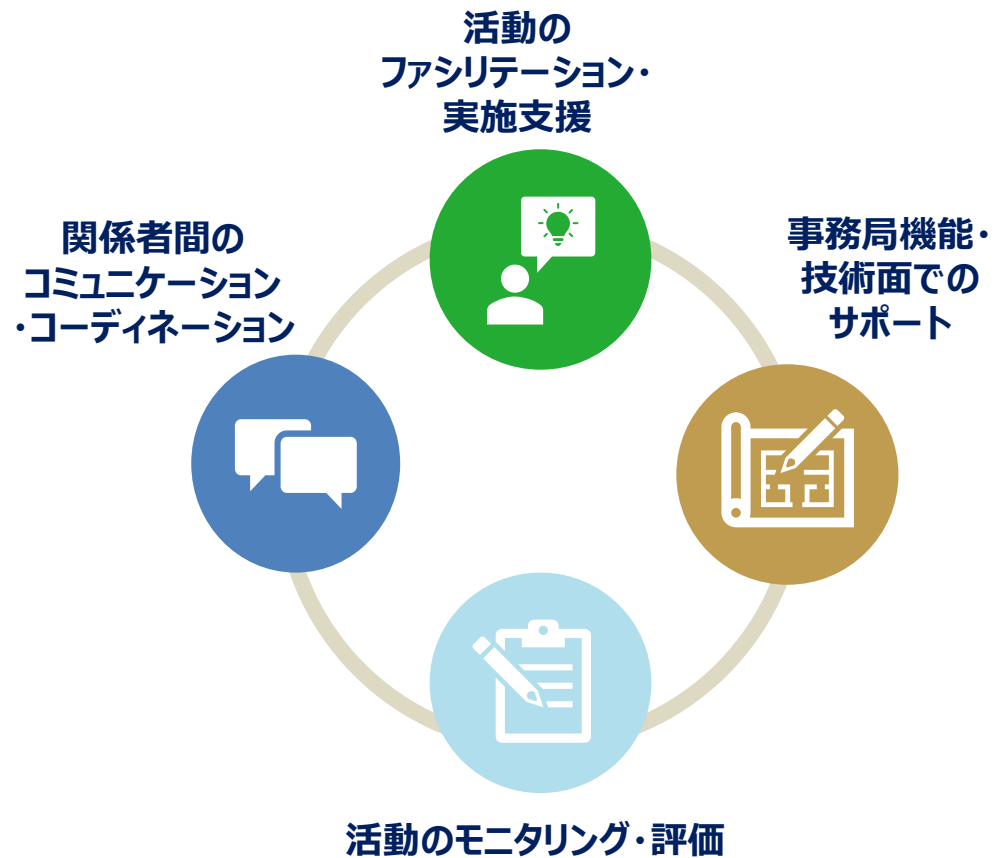 活動の
ファシリテーション・
実施支援
関係者間の
コミュニケーション
・コーディネーション
事務局機能・
技術面での
サポート
活動のモニタリング・評価